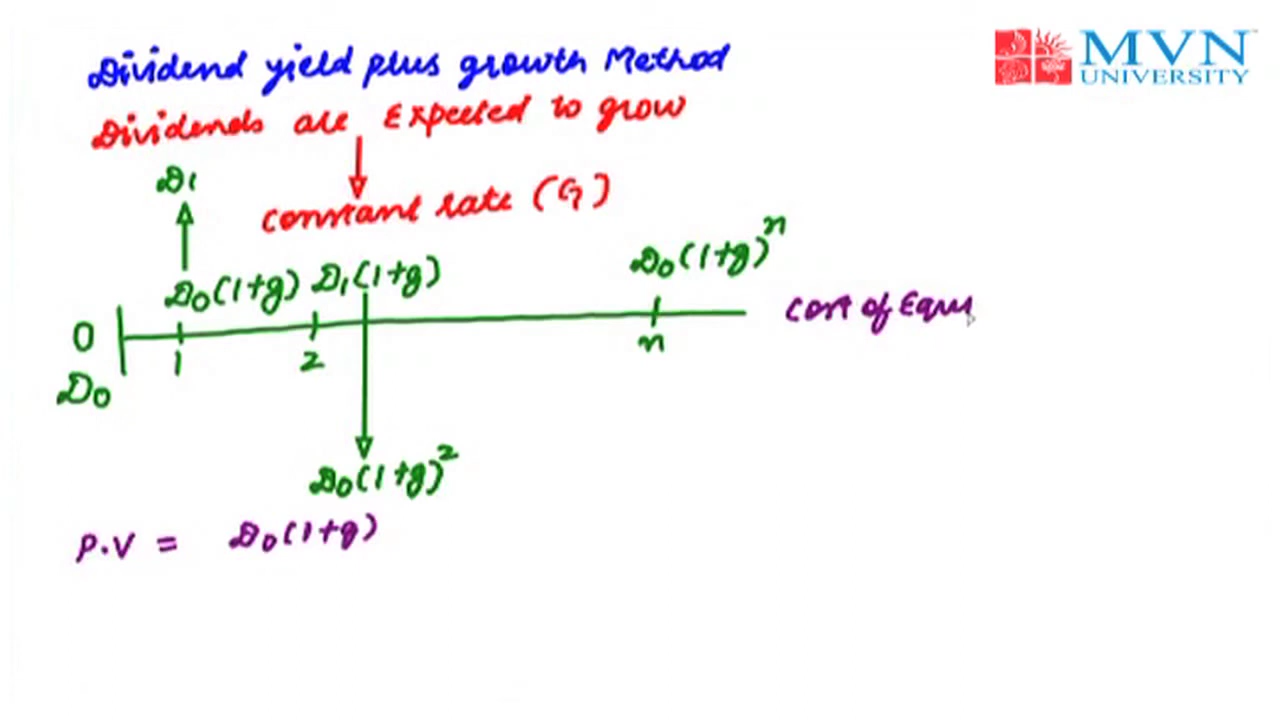 MVN
UNIVERSITY
Dividend yield plus growth Method
Dividends are Expected to grow
D1
constant rate (G)
D0(1+g) D1(1+g)
D0(1+g)^n
0
1
2
n
Cost of Equi
D0
D0(1+g)^2
P.V = D0(1+g)